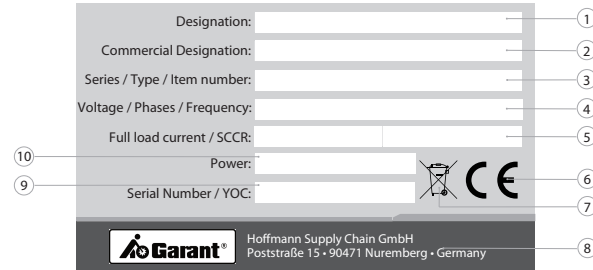 Designation: 1
Commercial Designation: 2
Series / Type / Item number: 3
Voltage / Phases / Frequency: 4
Full load current / SCCR: 5
10 Power:
6
9 Serial Number / YOC:
7
CE
Garant®
Hoffmann Supply Chain GmbH
Poststraße 15 • 90471 Nuremberg • Germany 8